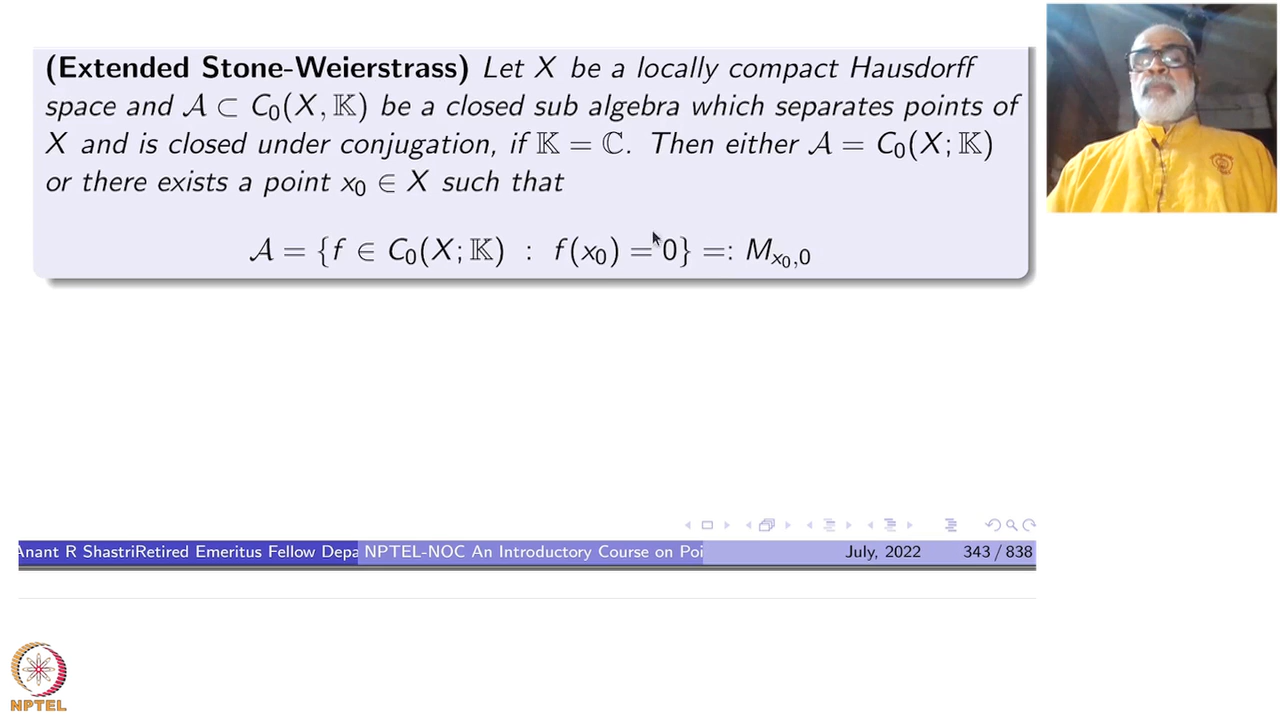 (Extended Stone-Weierstrass) Let X be a locally compact Hausdorff
space and 𝒜 ⊂ C₀(X, 𝕂) be a closed sub algebra which separates points of
X and is closed under conjugation, if 𝕂 = ℂ. Then either 𝒜 = C₀(X; 𝕂)
or there exists a point x₀ ∈ X such that
𝒜 = {f ∈ C₀(X; 𝕂) : f(x₀) = 0} =: M_{x₀,0}
Anant R ShastriRetired Emeritus Fellow Depa NPTEL-NOC An Introductory Course on Poi July, 2022 343 / 838
NPTEL